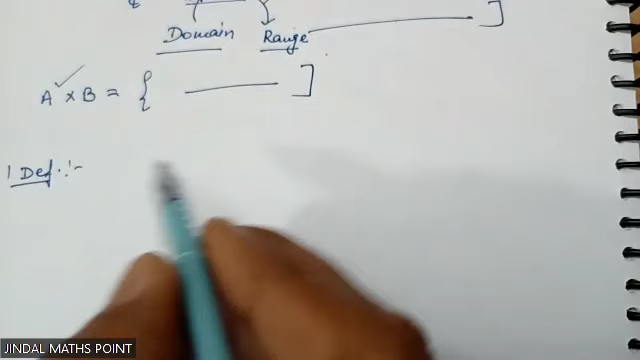 Domain Range ]
A × B = { ]
1 Def.:-
JINDAL MATHS POINT